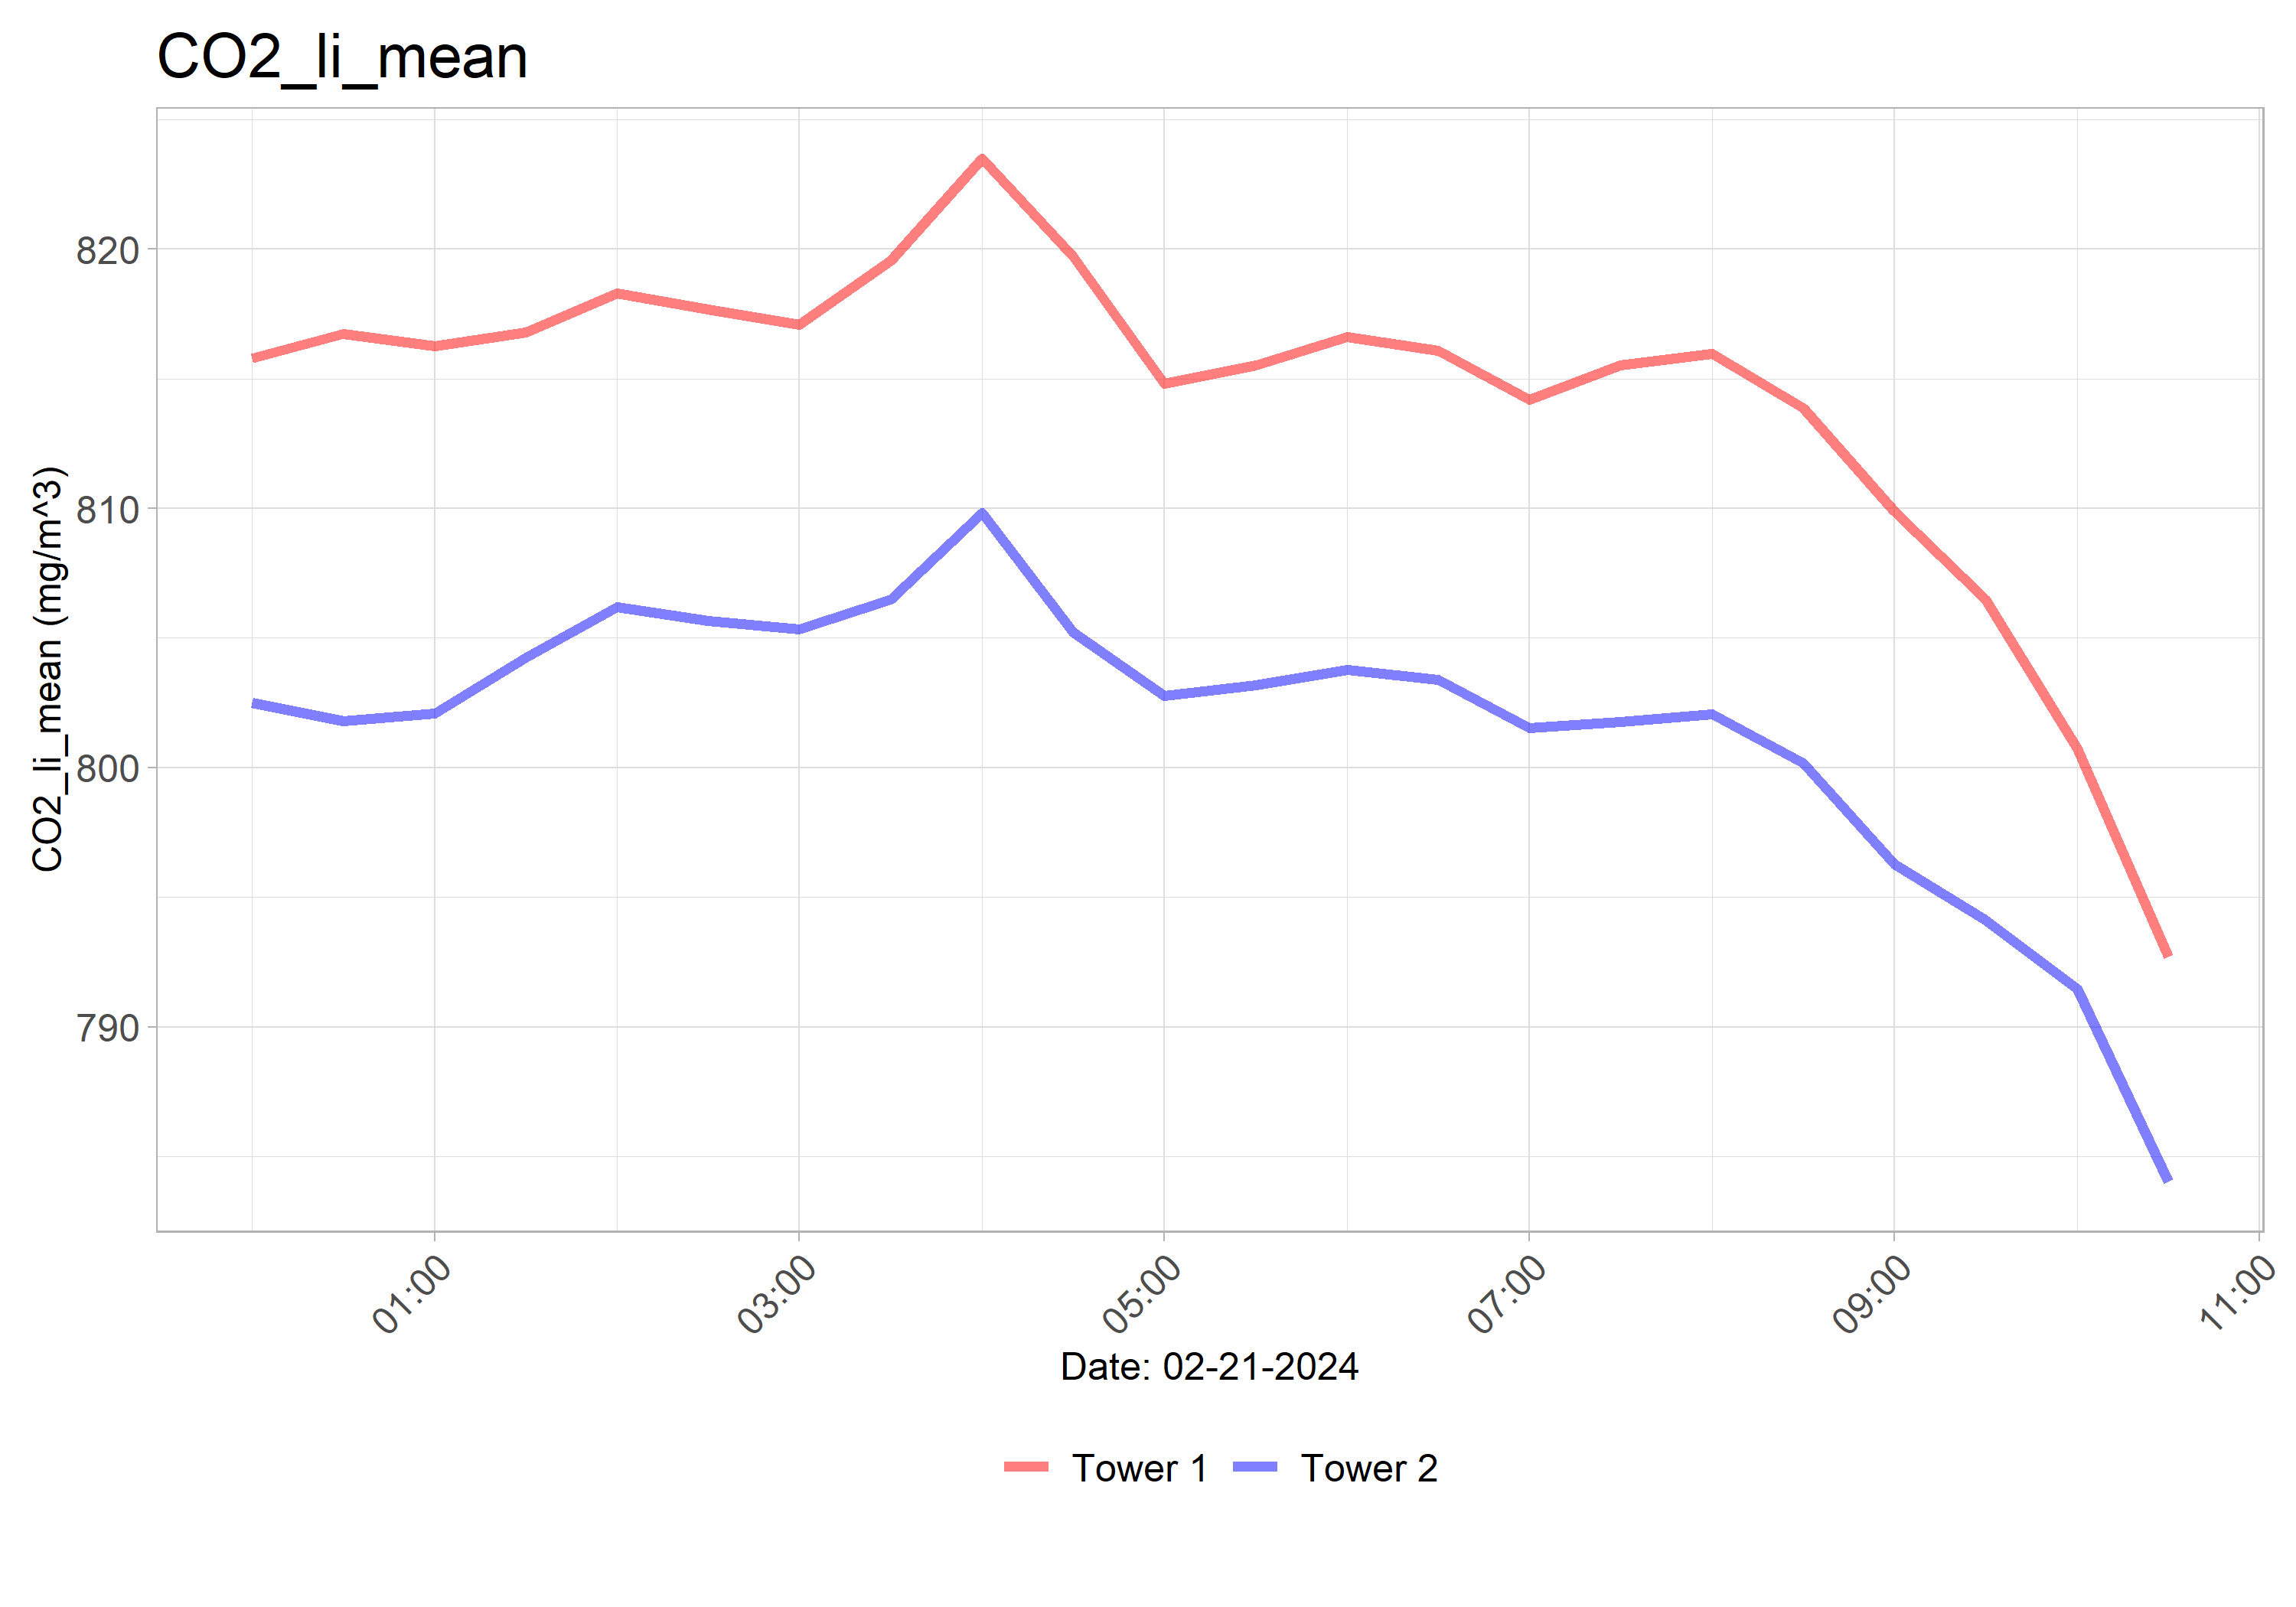 CO2_li_mean
CO2_li_mean (mg/m^3)
820
810
800
790
01:00 03:00 05:00 07:00 09:00 11:00
Date: 02-21-2024
Tower 1 Tower 2